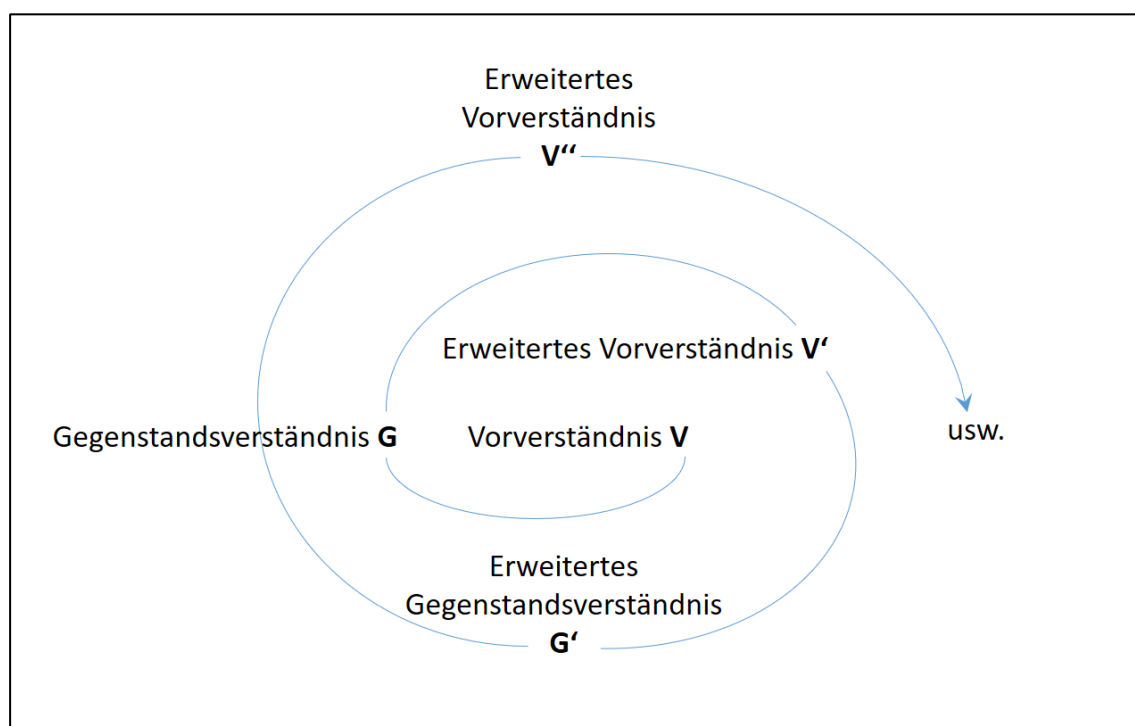 Erweitertes
Vorverständnis
V‘‘
Erweitertes Vorverständnis V‘
Gegenstandsverständnis G
Vorverständnis V
usw.
Erweitertes
Gegenstandsverständnis
G‘